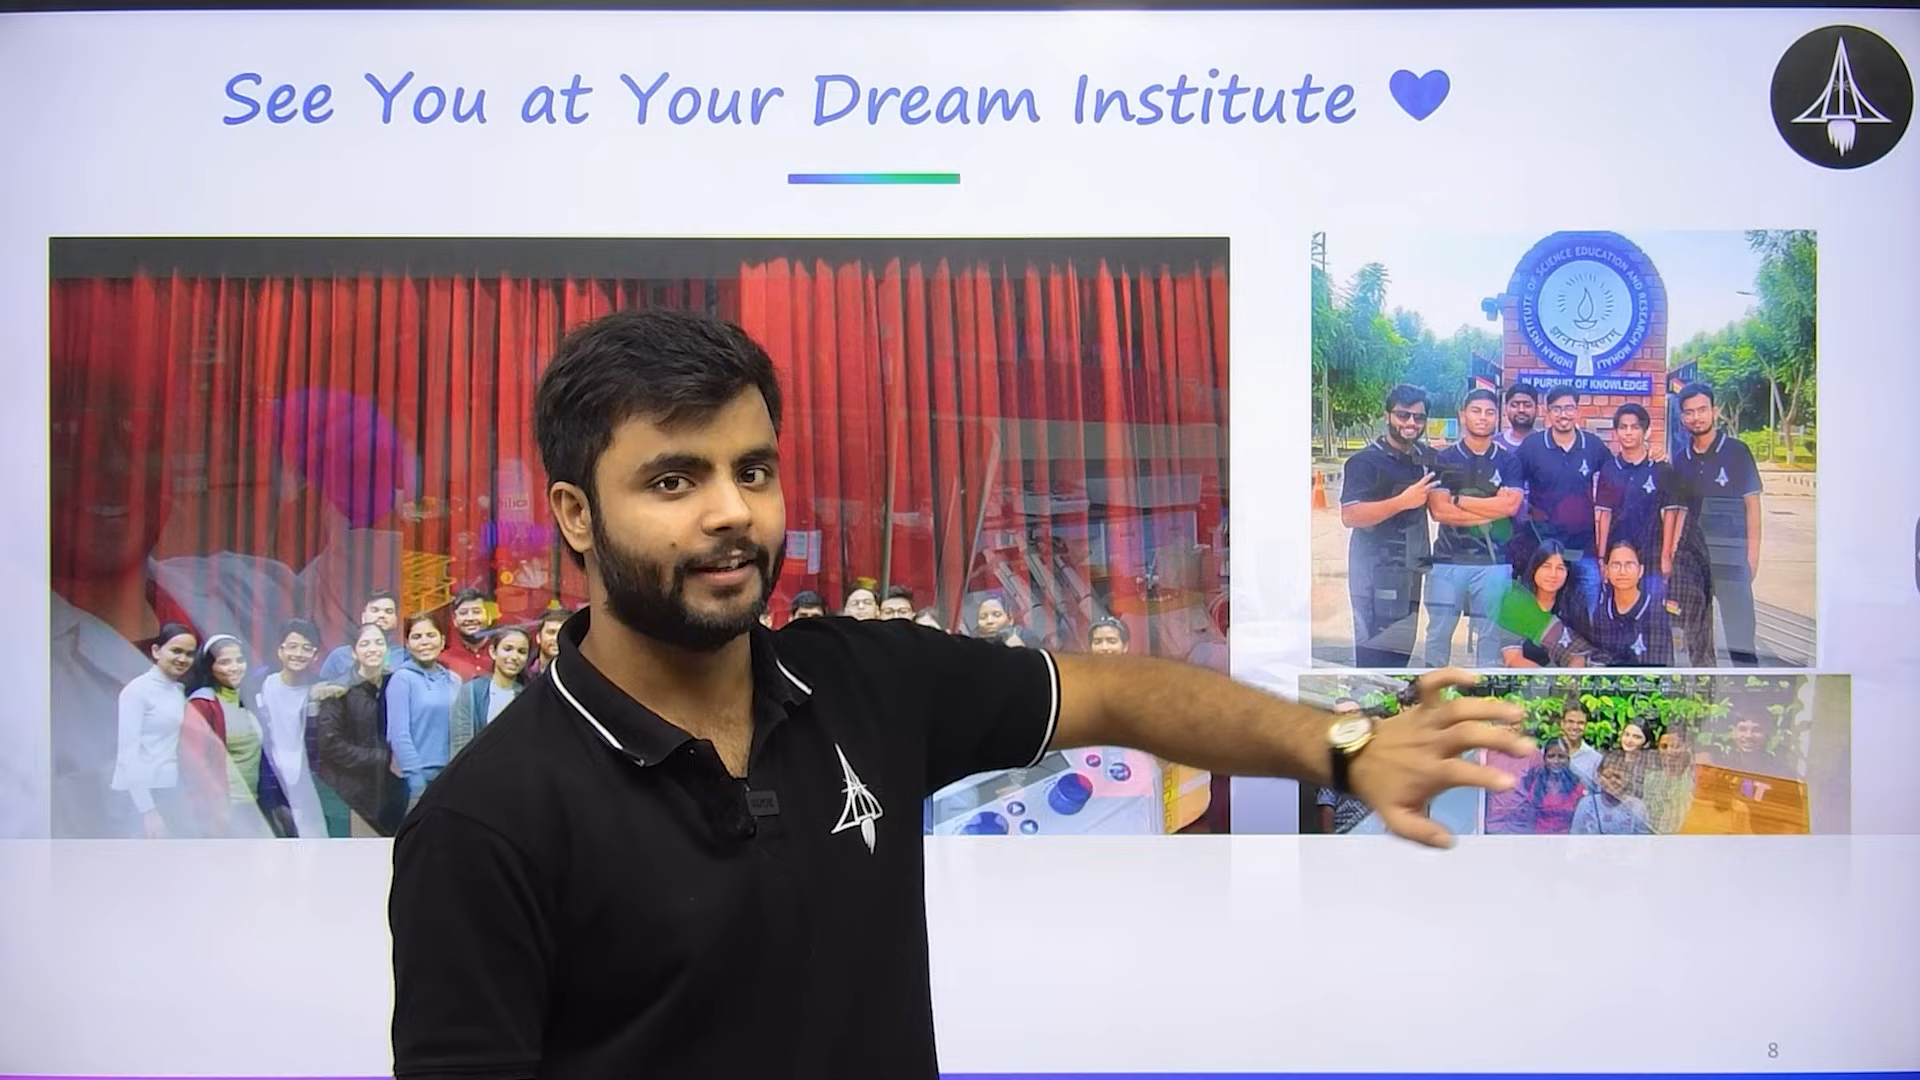 See You at Your Dream Institute
INDIAN INSTITUTE OF SCIENCE EDUCATION AND RESEARCH MOHALI
ज्ञानान्वेषणाम्
IN PURSUIT OF KNOWLEDGE
8